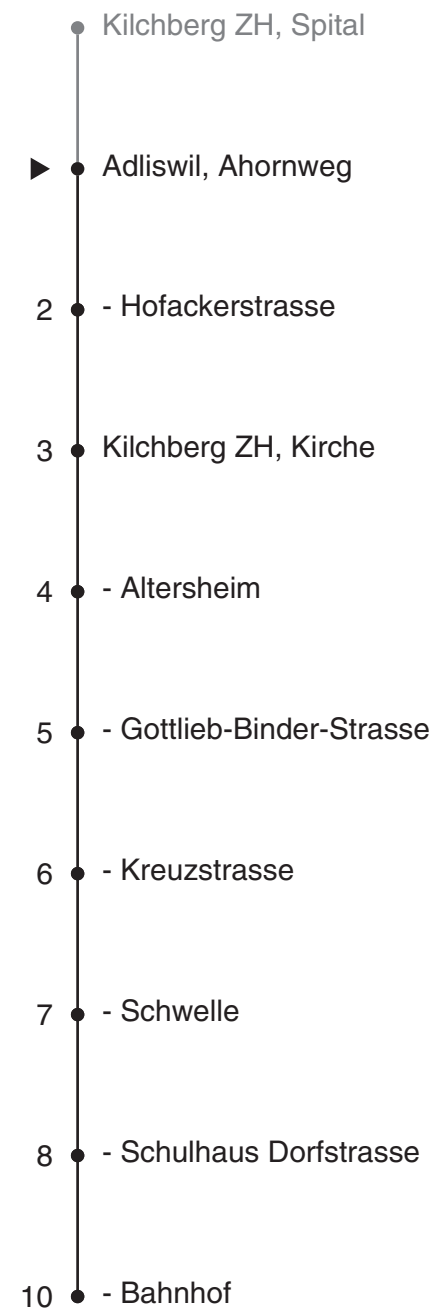 Kilchberg ZH, Spital
Adliswil, Ahornweg
2 - Hofackerstrasse
3 Kilchberg ZH, Kirche
4 - Altersheim
5 - Gottlieb-Binder-Strasse
6 - Kreuzstrasse
7 - Schwelle
8 - Schulhaus Dorfstrasse
10 - Bahnhof